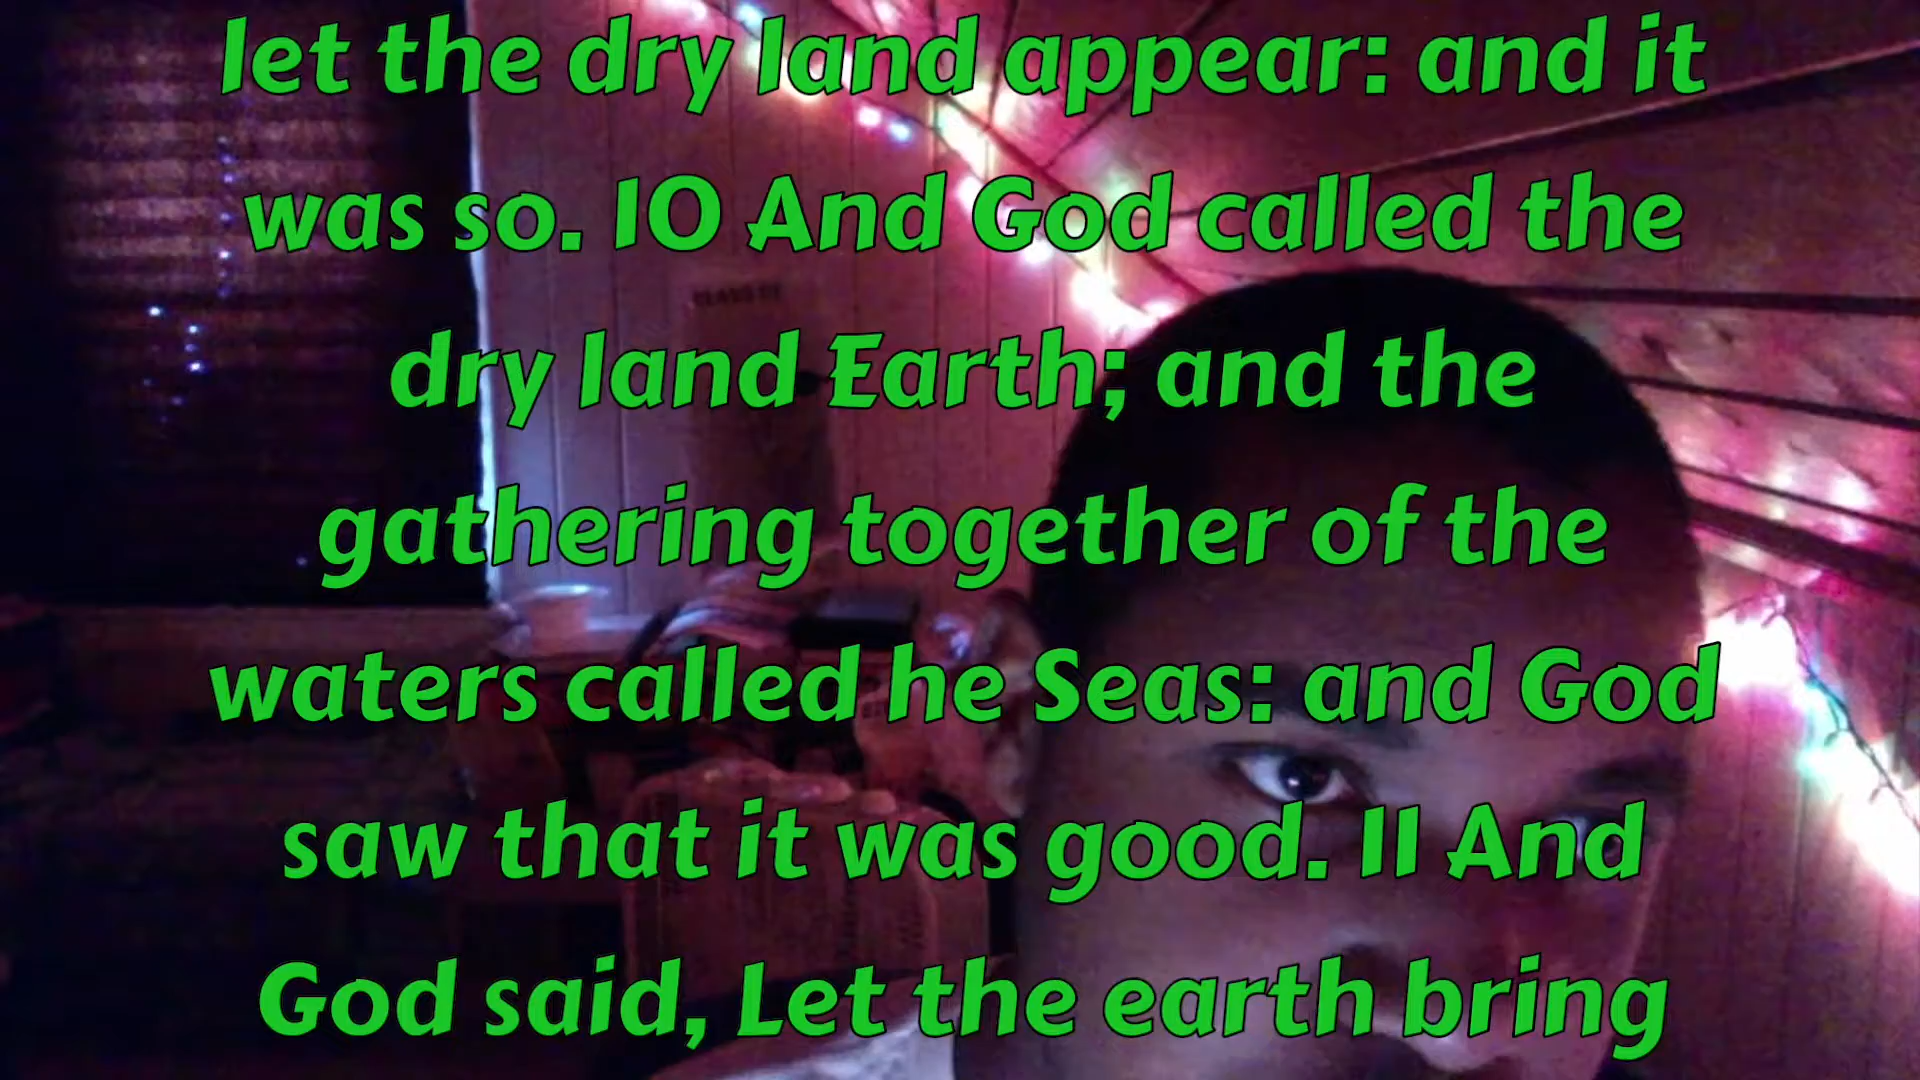 let the dry land appear: and it
was so. 10 And God called the
dry land Earth; and the
gathering together of the
waters called he Seas: and God
saw that it was good. 11 And
God said, Let the earth bring